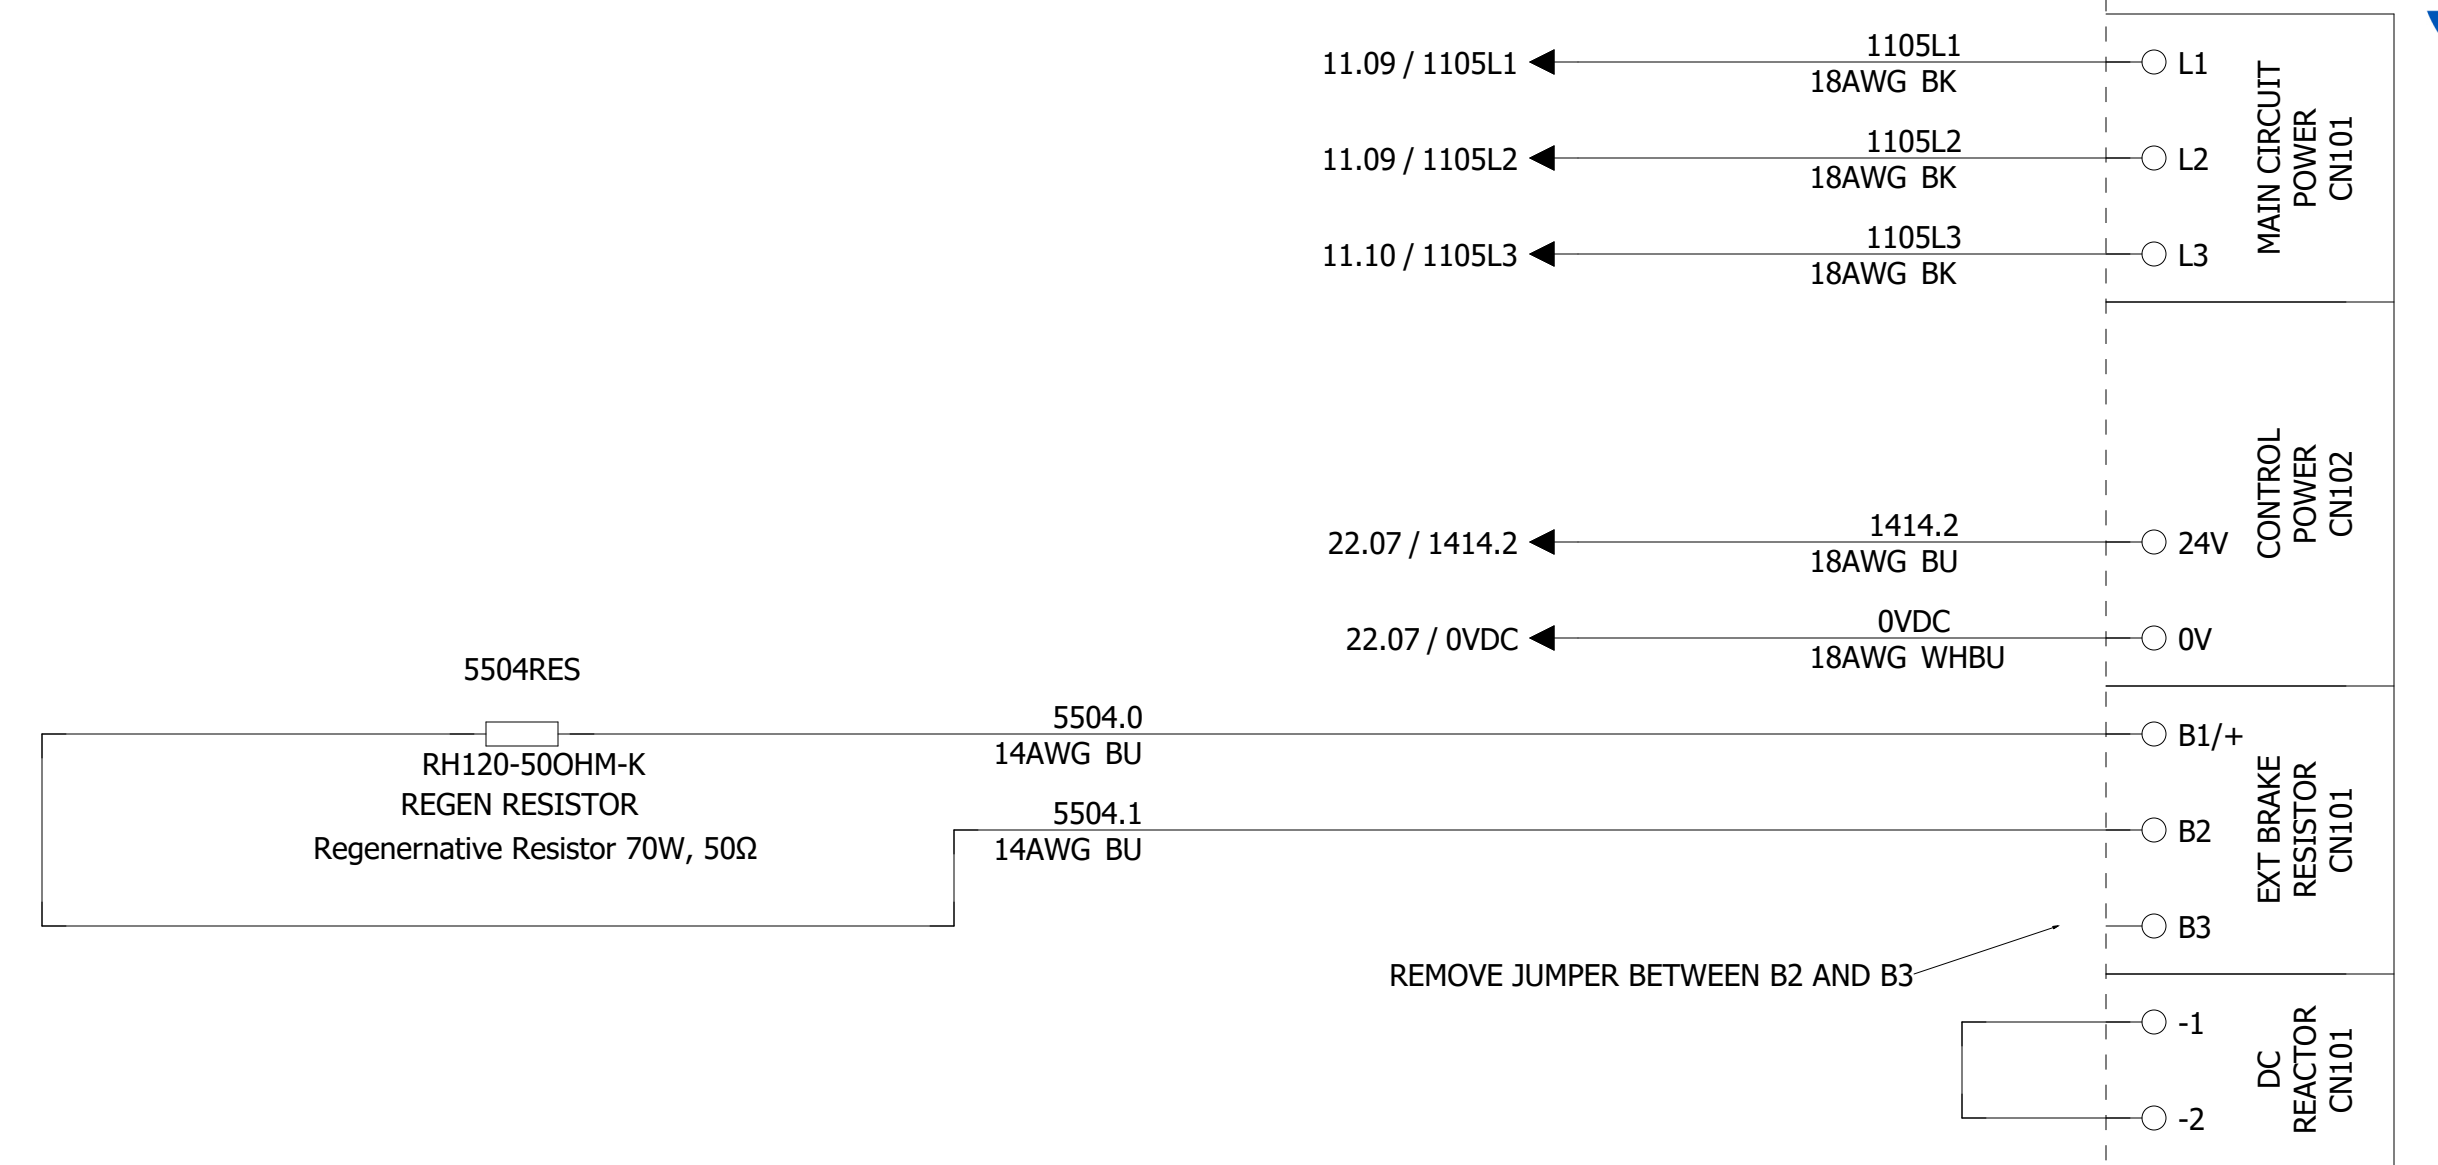 1105L1
11.09 / 1105L1
L1
18AWG BK
1105L2
11.09 / 1105L2
L2
18AWG BK
1105L3
11.10 / 1105L3
L3
18AWG BK
MAIN CIRCUIT
POWER
CN101
1414.2
22.07 / 1414.2
24V
18AWG BU
0VDC
22.07 / 0VDC
0V
18AWG WHBU
CONTROL
POWER
CN102
5504RES
5504.0
B1/+
14AWG BU
RH120-50OHM-K
REGEN RESISTOR
Regenernative Resistor 70W, 50Ω
5504.1
B2
14AWG BU
B3
EXT BRAKE
RESISTOR
CN101
REMOVE JUMPER BETWEEN B2 AND B3
-1
-2
DC
REACTOR
CN101